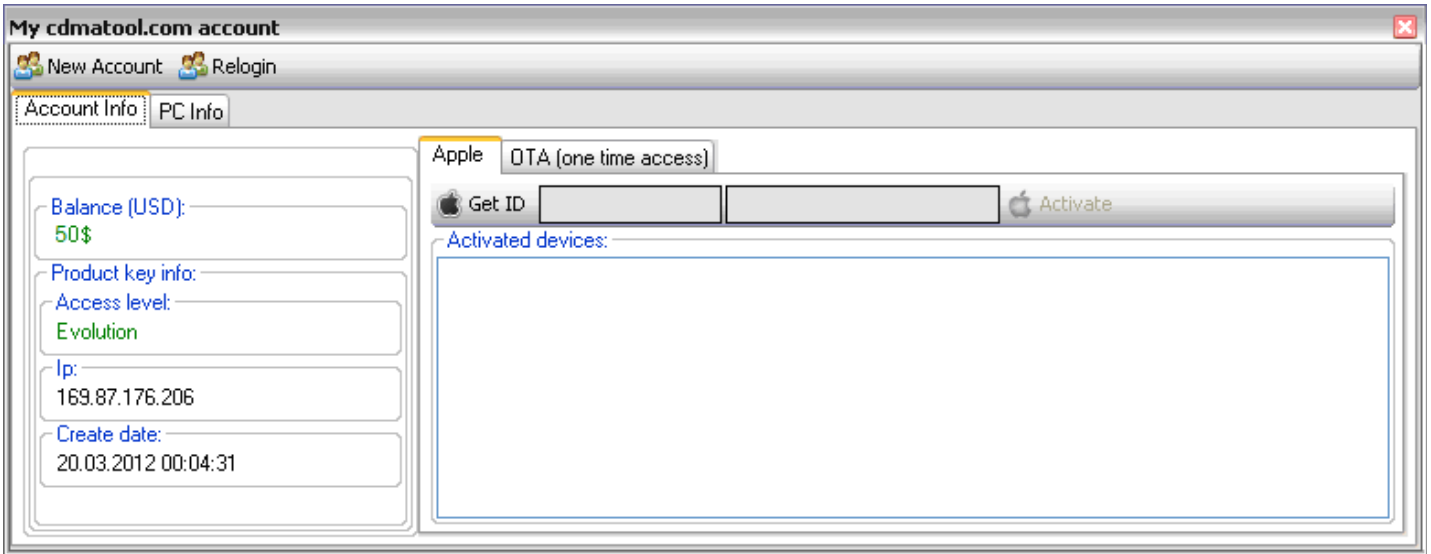 My cdmatool.com account
New Account Relogin
Account Info PC Info
Balance (USD):
50$
Product key info:
Access level:
Evolution
Ip:
169.87.176.206
Create date:
20.03.2012 00:04:31
Apple OTA (one time access)
Get ID Activate
Activated devices: